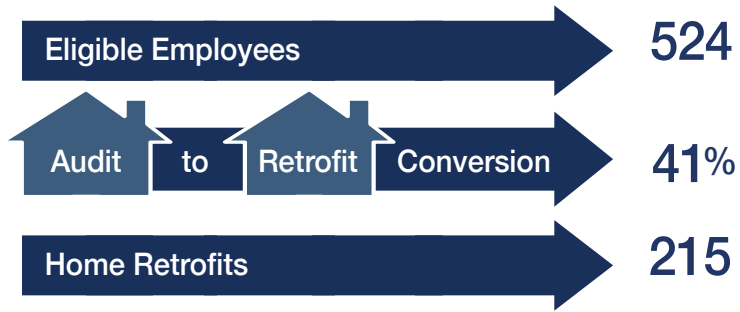 Eligible Employees 524
Audit to Retrofit Conversion 41%
Home Retrofits 215